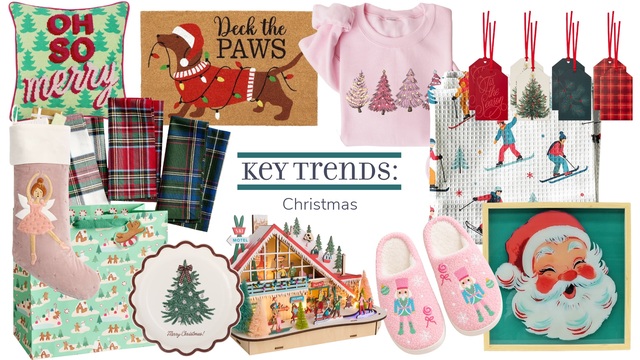 OH
SO
merry
Deck the
PAWS
KEY TRENDS:
Christmas
MOTEL
Merry Christmas!